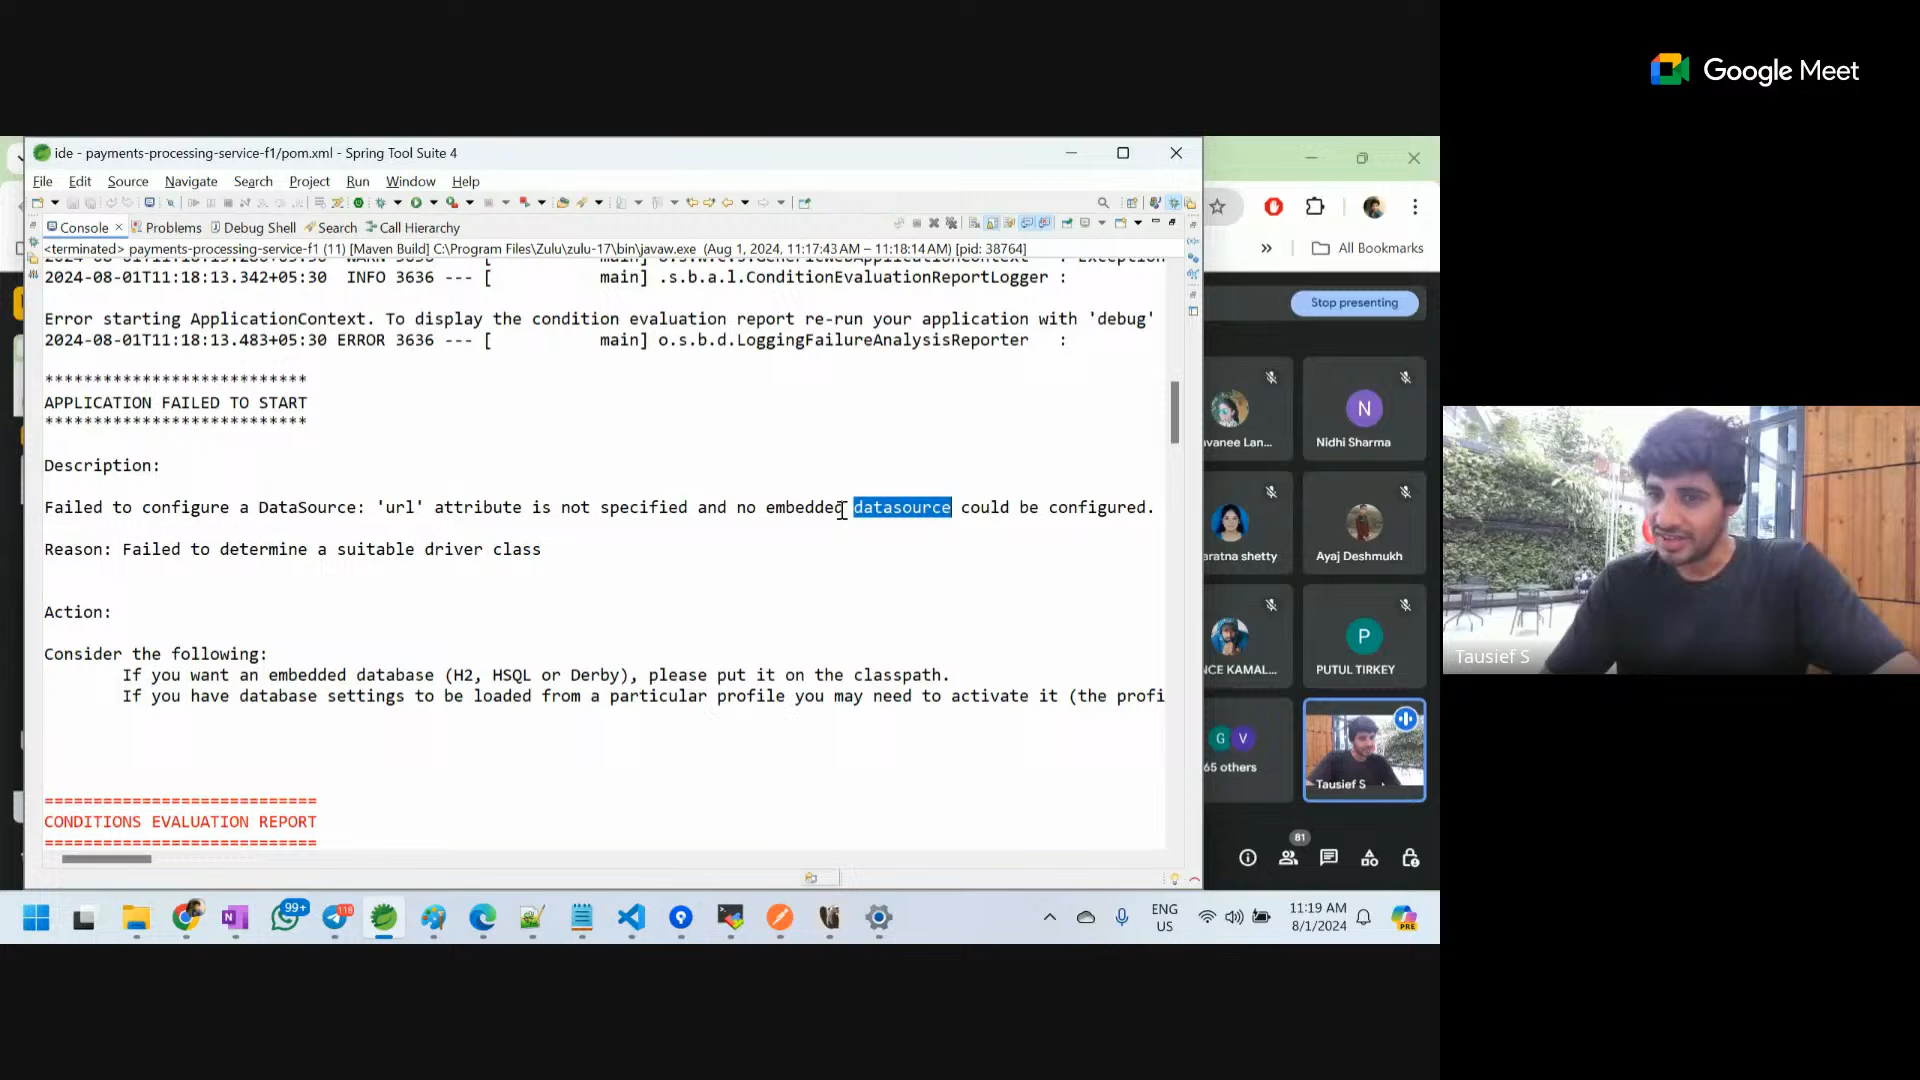 Google Meet
ide - payments-processing-service-f1/pom.xml - Spring Tool Suite 4
File Edit Source Navigate Search Project Run Window Help
Console Problems Debug Shell Search Call Hierarchy
<terminated> payments-processing-service-f1 (11) [Maven Build] C:\Program Files\Zulu\zulu-17\bin\javaw.exe (Aug 1, 2024, 11:17:43 AM – 11:18:14 AM) [pid: 38764]
2024-08-01T11:18:13.342+05:30 INFO 3636 --- [ main] .s.b.a.l.ConditionEvaluationReportLogger :
Error starting ApplicationContext. To display the condition evaluation report re-run your application with 'debug'
2024-08-01T11:18:13.483+05:30 ERROR 3636 --- [ main] o.s.b.d.LoggingFailureAnalysisReporter :
***************************
APPLICATION FAILED TO START
***************************
Description:
Failed to configure a DataSource: 'url' attribute is not specified and no embedded datasource could be configured.
Reason: Failed to determine a suitable driver class
Action:
Consider the following:
If you want an embedded database (H2, HSQL or Derby), please put it on the classpath.
If you have database settings to be loaded from a particular profile you may need to activate it (the profi
============================
CONDITIONS EVALUATION REPORT
============================
All Bookmarks
Stop presenting
vanee Lan...
N
Nidhi Sharma
aratna shetty
Ayaj Deshmukh
NCE KAMAL...
P
PUTUL TIRKEY
G V
65 others
Tausief S
81
Tausief S
99+
118
ENG
US
11:19 AM
8/1/2024
PRE